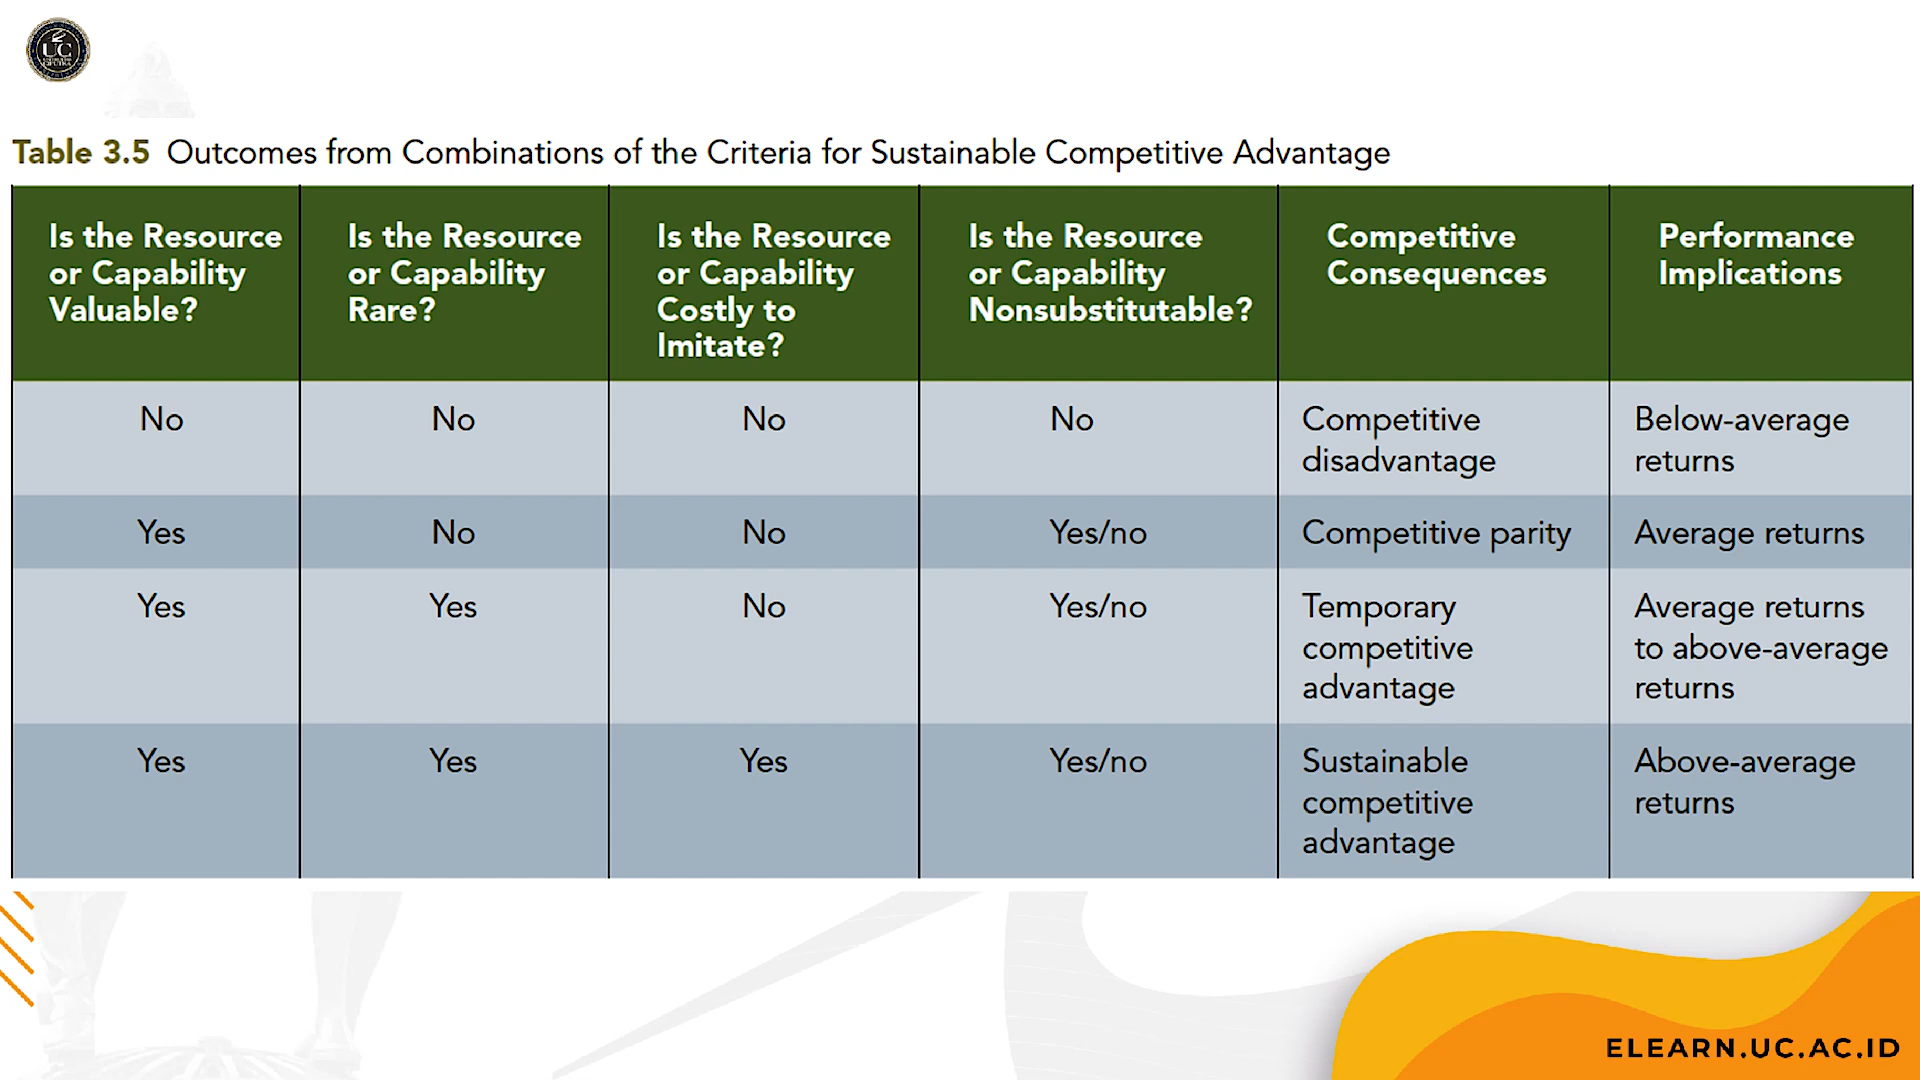 UC
Table 3.5 Outcomes from Combinations of the Criteria for Sustainable Competitive Advantage
Is the Resource
or Capability
Valuable?
Is the Resource
or Capability
Rare?
Is the Resource
or Capability
Costly to
Imitate?
Is the Resource
or Capability
Nonsubstitutable?
Competitive
Consequences
Performance
Implications
No
No
No
No
Competitive
disadvantage
Below-average
returns
Yes
No
No
Yes/no
Competitive parity
Average returns
Yes
Yes
No
Yes/no
Temporary
competitive
advantage
Average returns
to above-average
returns
Yes
Yes
Yes
Yes/no
Sustainable
competitive
advantage
Above-average
returns
ELEARN.UC.AC.ID